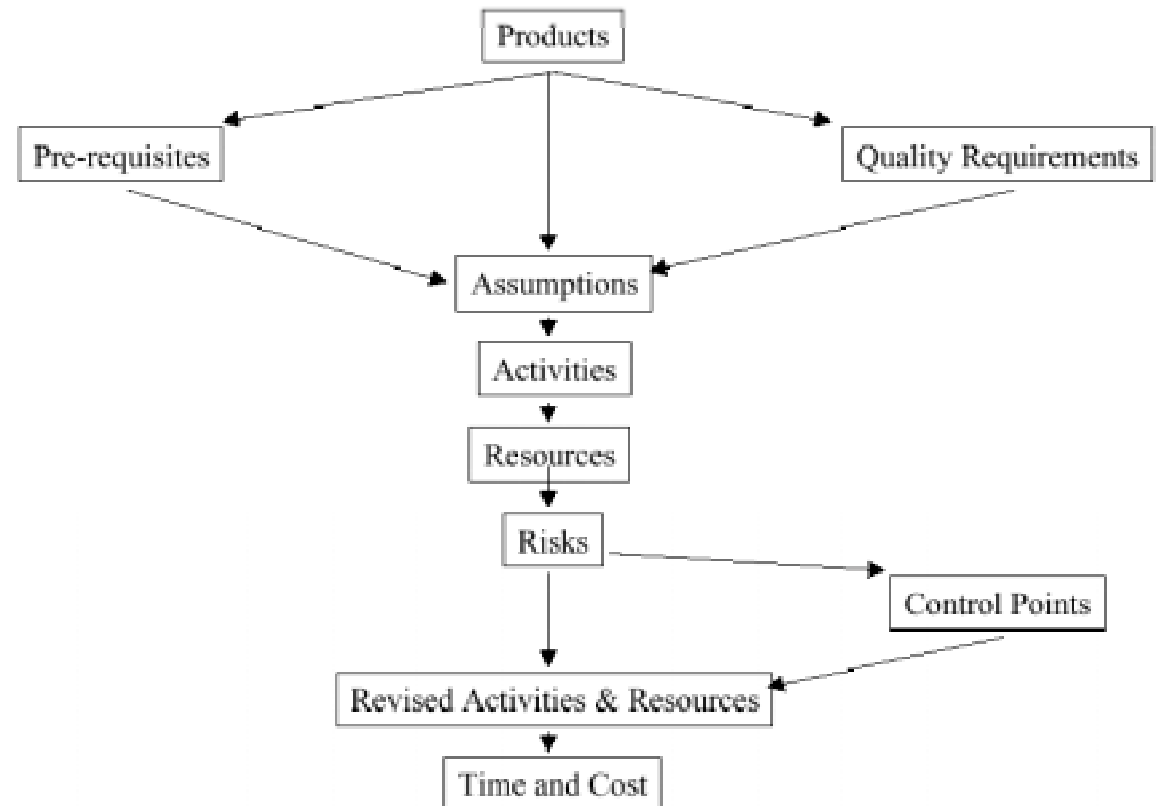 Products
Pre-requisites
Quality Requirements
Assumptions
Activities
Resources
Risks
Control Points
Revised Activities & Resources
Time and Cost